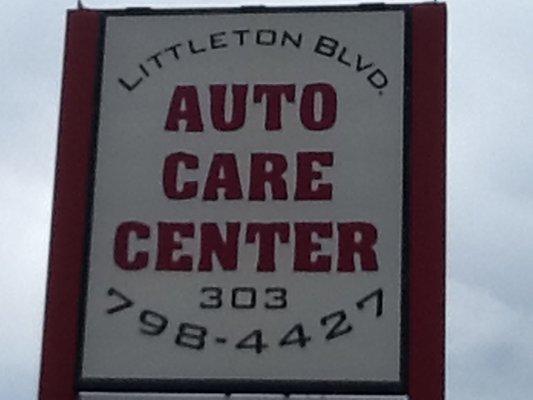 LITTLETON BLVD.
AUTO
CARE
CENTER
303
798-4427